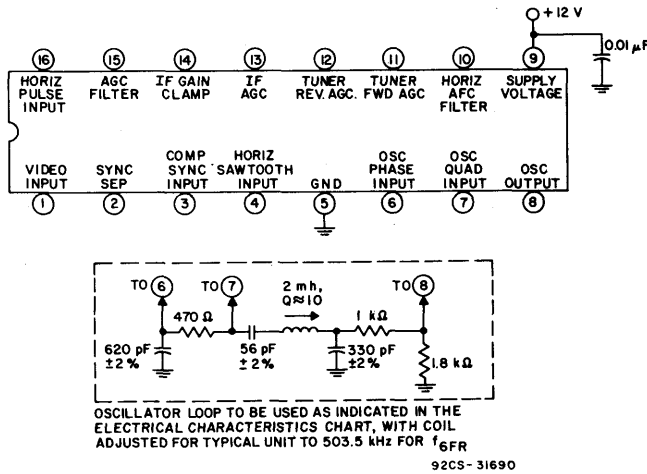 +12 V
0.01 µF
16 15 14 13 12 11 10 9
HORIZ PULSE INPUT
AGC FILTER
IF GAIN CLAMP
IF AGC
TUNER REV. AGC.
TUNER FWD AGC
HORIZ AFC FILTER
SUPPLY VOLTAGE
VIDEO INPUT
SYNC SEP
COMP SYNC INPUT
HORIZ SAWTOOTH INPUT
GND
OSC PHASE INPUT
OSC QUAD INPUT
OSC OUTPUT
1 2 3 4 5 6 7 8
TO 6
TO 7
2 mh, Q≈10
TO 8
470 Ω
1 kΩ
620 pF ±2%
56 pF ±2%
330 pF ±2%
1.8 kΩ
OSCILLATOR LOOP TO BE USED AS INDICATED IN THE
ELECTRICAL CHARACTERISTICS CHART, WITH COIL
ADJUSTED FOR TYPICAL UNIT TO 503.5 kHz FOR f6FR
92CS-31690